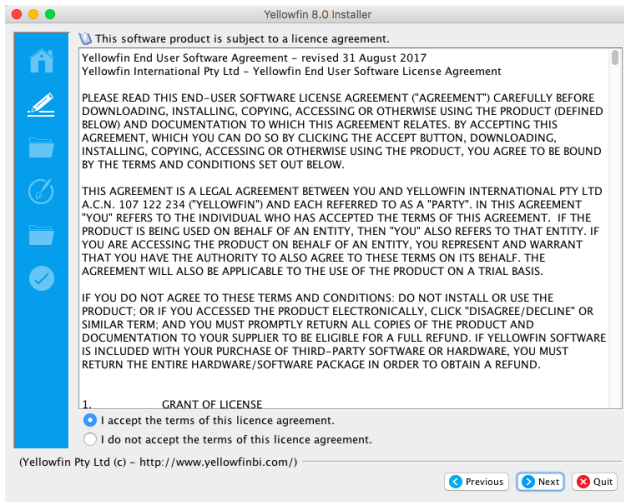 Yellowfin 8.0 Installer
This software product is subject to a licence agreement.
Yellowfin End User Software Agreement – revised 31 August 2017
Yellowfin International Pty Ltd – Yellowfin End User Software License Agreement
PLEASE READ THIS END-USER SOFTWARE LICENSE AGREEMENT ("AGREEMENT") CAREFULLY BEFORE
DOWNLOADING, INSTALLING, COPYING, ACCESSING OR OTHERWISE USING THE PRODUCT (DEFINED
BELOW) AND DOCUMENTATION TO WHICH THIS AGREEMENT RELATES. BY ACCEPTING THIS
AGREEMENT, WHICH YOU CAN DO SO BY CLICKING THE ACCEPT BUTTON, DOWNLOADING,
INSTALLING, COPYING, ACCESSING OR OTHERWISE USING THE PRODUCT, YOU AGREE TO BE BOUND
BY THE TERMS AND CONDITIONS SET OUT BELOW.
THIS AGREEMENT IS A LEGAL AGREEMENT BETWEEN YOU AND YELLOWFIN INTERNATIONAL PTY LTD
A.C.N. 107 122 234 ("YELLOWFIN") AND EACH REFERRED TO AS A "PARTY". IN THIS AGREEMENT
"YOU" REFERS TO THE INDIVIDUAL WHO HAS ACCEPTED THE TERMS OF THIS AGREEMENT.  IF THE
PRODUCT IS BEING USED ON BEHALF OF AN ENTITY, THEN "YOU" ALSO REFERS TO THAT ENTITY. IF
YOU ARE ACCESSING THE PRODUCT ON BEHALF OF AN ENTITY, YOU REPRESENT AND WARRANT
THAT YOU HAVE THE AUTHORITY TO ALSO AGREE TO THESE TERMS ON ITS BEHALF. THE
AGREEMENT WILL ALSO BE APPLICABLE TO THE USE OF THE PRODUCT ON A TRIAL BASIS.
IF YOU DO NOT AGREE TO THESE TERMS AND CONDITIONS: DO NOT INSTALL OR USE THE
PRODUCT; OR IF YOU ACCESSED THE PRODUCT ELECTRONICALLY, CLICK "DISAGREE/DECLINE" OR
SIMILAR TERM; AND YOU MUST PROMPTLY RETURN ALL COPIES OF THE PRODUCT AND
DOCUMENTATION TO YOUR SUPPLIER TO BE ELIGIBLE FOR A FULL REFUND. IF YELLOWFIN SOFTWARE
IS INCLUDED WITH YOUR PURCHASE OF THIRD-PARTY SOFTWARE OR HARDWARE, YOU MUST
RETURN THE ENTIRE HARDWARE/SOFTWARE PACKAGE IN ORDER TO OBTAIN A REFUND.
1. GRANT OF LICENSE
I accept the terms of this licence agreement.
I do not accept the terms of this licence agreement.
(Yellowfin Pty Ltd (c) – http://www.yellowfinbi.com/)
Previous Next Quit